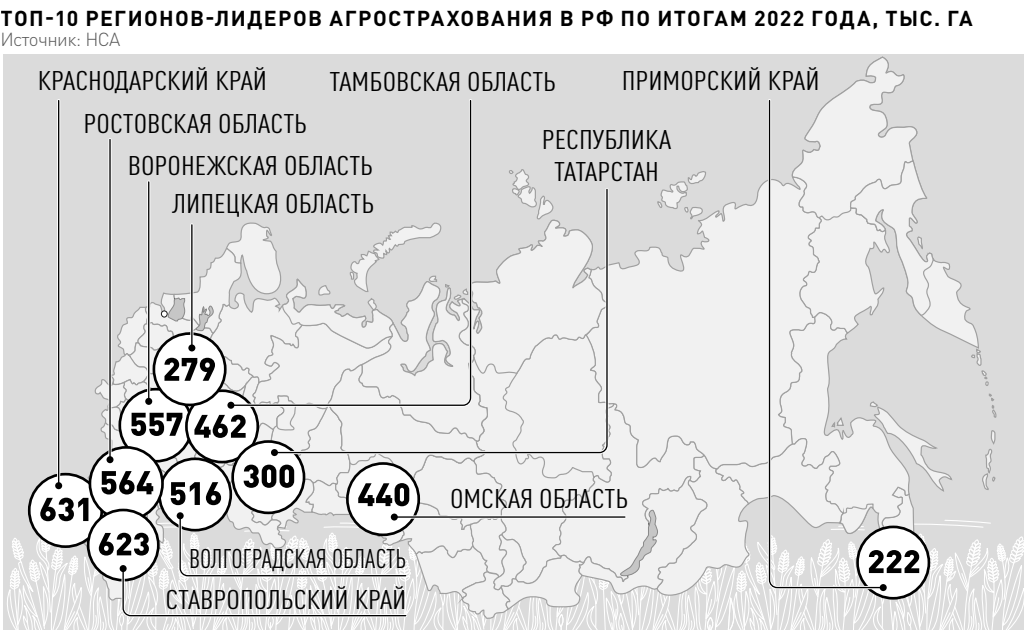 ТОП-10 РЕГИОНОВ-ЛИДЕРОВ АГРОСТРАХОВАНИЯ В РФ ПО ИТОГАМ 2022 ГОДА, ТЫС. ГА
Источник: НСА
КРАСНОДАРСКИЙ КРАЙ
ТАМБОВСКАЯ ОБЛАСТЬ
ПРИМОРСКИЙ КРАЙ
РОСТОВСКАЯ ОБЛАСТЬ
РЕСПУБЛИКА
ТАТАРСТАН
ВОРОНЕЖСКАЯ ОБЛАСТЬ
ЛИПЕЦКАЯ ОБЛАСТЬ
279
557
462
300
564
516
440
ОМСКАЯ ОБЛАСТЬ
631
623
ВОЛГОГРАДСКАЯ ОБЛАСТЬ
222
СТАВРОПОЛЬСКИЙ КРАЙ